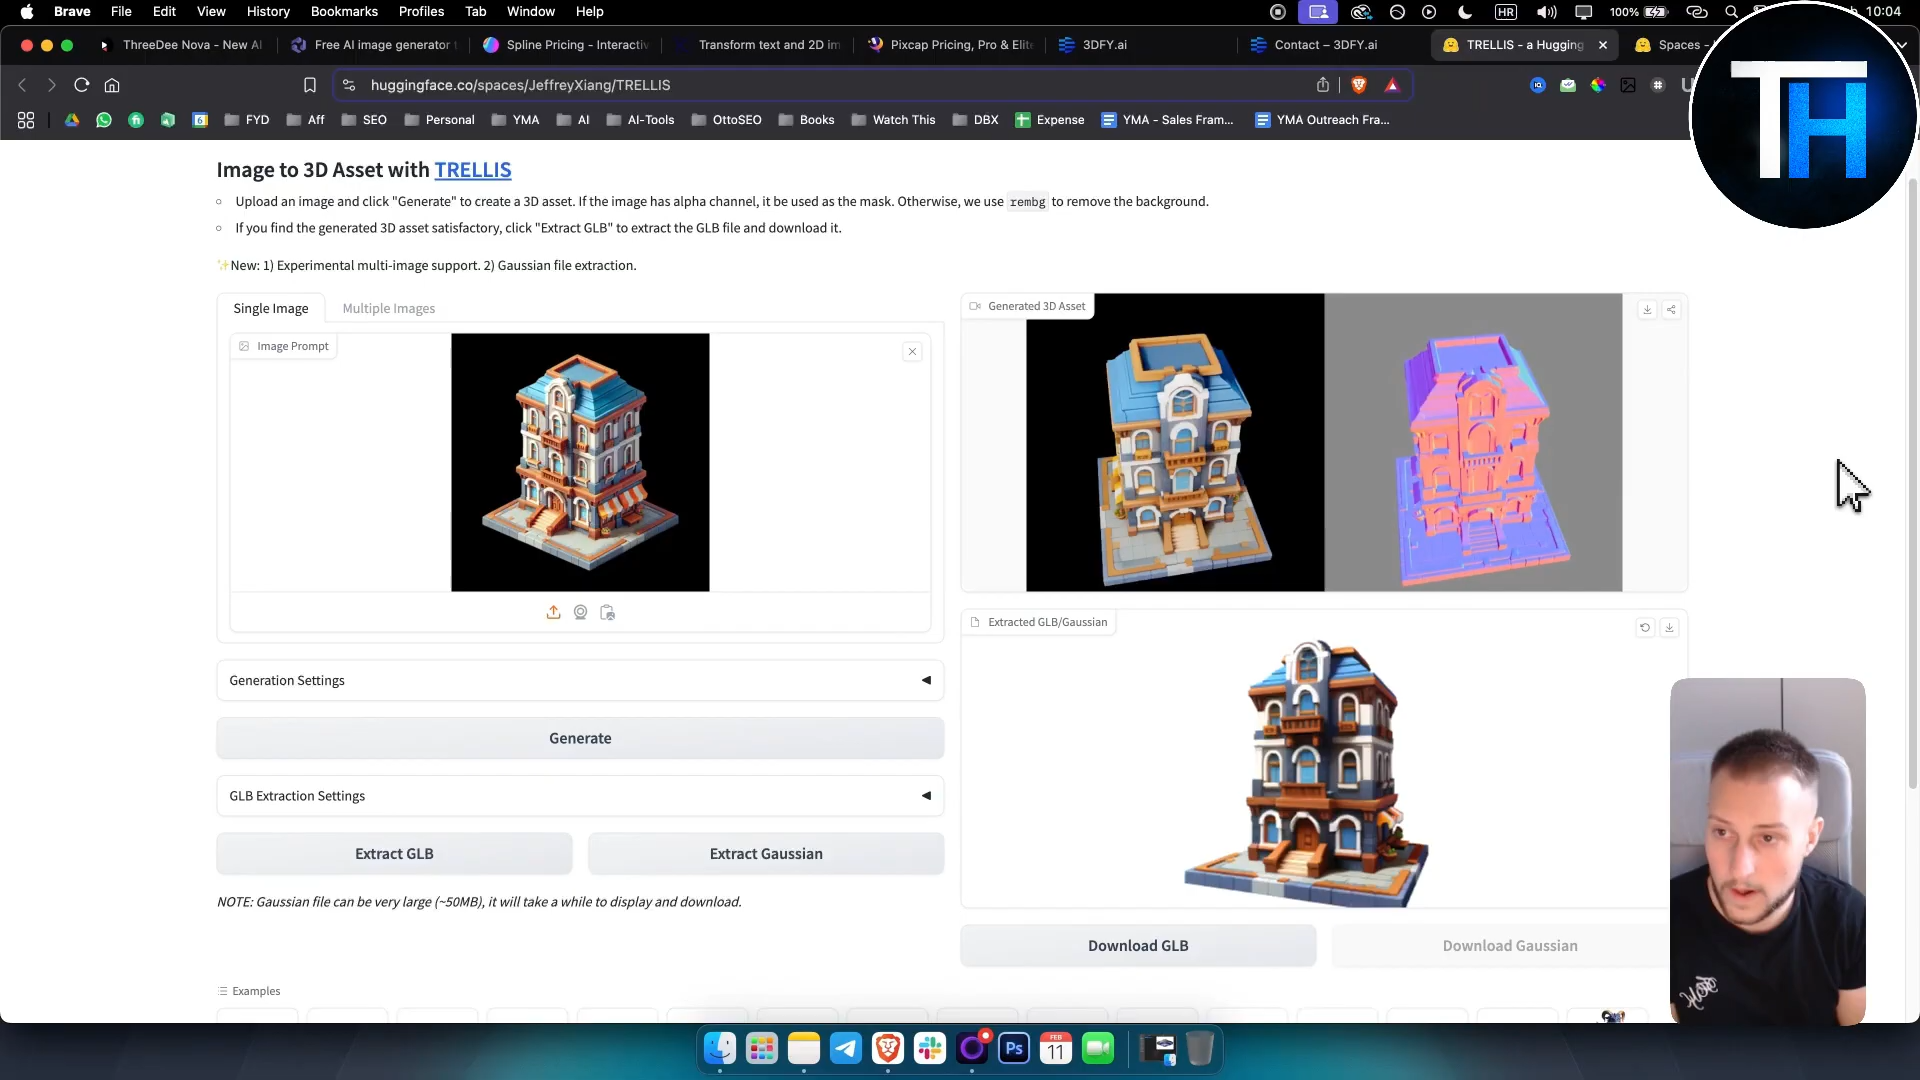 Brave File Edit View History Bookmarks Profiles Tab Window Help HR 100% 10:04
ThreeDee Nova - New AI Free AI image generator Spline Pricing - Interactiv Transform text and 2D im Pixcap Pricing, Pro & Elite 3DFY.ai Contact – 3DFY.ai TRELLIS - a Hugging Spaces -
huggingface.co/spaces/JeffreyXiang/TRELLIS
FYD Aff SEO Personal YMA AI AI-Tools OttoSEO Books Watch This DBX Expense YMA - Sales Fram... YMA Outreach Fra...
TH
Image to 3D Asset with TRELLIS
Upload an image and click "Generate" to create a 3D asset. If the image has alpha channel, it be used as the mask. Otherwise, we use rembg to remove the background.
If you find the generated 3D asset satisfactory, click "Extract GLB" to extract the GLB file and download it.
✨New: 1) Experimental multi-image support. 2) Gaussian file extraction.
Single Image Multiple Images
Image Prompt
Generated 3D Asset
Extracted GLB/Gaussian
Generation Settings
Generate
GLB Extraction Settings
Extract GLB Extract Gaussian
NOTE: Gaussian file can be very large (~50MB), it will take a while to display and download.
Download GLB Download Gaussian
Examples
Ps
FEB
11